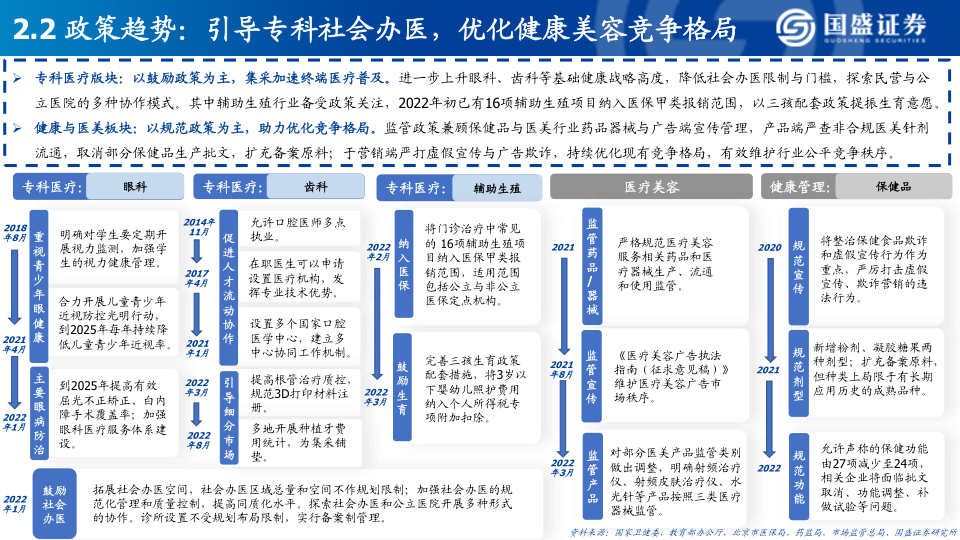 2.2 政策趋势：引导专科社会办医，优化健康美容竞争格局
国盛证券
GUOSHENG SECURITIES
专科医疗版块：以鼓励政策为主，集采加速终端医疗普及。进一步上升眼科、齿科等基础健康战略高度，降低社会办医限制与门槛，探索民营与公
立医院的多种协作模式。其中辅助生殖行业备受政策关注，2022年初已有16项辅助生殖项目纳入医保甲类报销范围，以三孩配套政策提振生育意愿。
健康与医美板块：以规范政策为主，助力优化竞争格局。监管政策兼顾保健品与医美行业药品器械与广告端宣传管理，产品端严查非合规医美针剂
流通，取消部分保健品生产批文，扩充备案原料；于营销端严打虚假宣传与广告欺诈，持续优化现有竞争格局，有效维护行业公平竞争秩序。
专科医疗：
眼科
2018
年8月
2021
年4月
2022
年1月
重视青少年眼健康
明确对学生要定期开
展视力监测，加强学
生的视力健康管理。
合力开展儿童青少年
近视防控光明行动，
到2025年每年持续降
低儿童青少年近视率。
主要眼病防治
到2025年提高有效
屈光不正矫正、白内
障手术覆盖率；加强
眼科医疗服务体系建
设。
专科医疗：
齿科
2014年
11月
2017
年4月
2021
年1月
2022
年3月
2022
年8月
促进人才流动协作
允许口腔医师多点
执业。
在职医生可以申请
设置医疗机构，发
挥专业技术优势。
设置多个国家口腔
医学中心，建立多
中心协同工作机制。
引导细分市场
提高根管治疗质控，
规范3D打印材料注
册。
多地开展种植牙费
用统计，为集采铺
垫。
专科医疗：
辅助生殖
2022
年2月
2022
年3月
纳入医保
将门诊治疗中常见
的 16项辅助生殖项
目纳入医保甲类报
销范围，适用范围
包括公立与非公立
医保定点机构。
鼓励生育
完善三孩生育政策
配套措施，将3岁以
下婴幼儿照护费用
纳入个人所得税专
项附加扣除。
医疗美容
2021
2021
年8月
2022
年3月
监管药品/器械
严格规范医疗美容
服务相关药品和医
疗器械生产、流通
和使用监管。
监管宣传
《医疗美容广告执法
指南（征求意见稿）》
维护医疗美容广告市
场秩序。
监管产品
对部分医美产品监管类别
做出调整，明确射频治疗
仪、射频皮肤治疗仪、水
光针等产品按照三类医疗
器械监管。
健康管理：
保健品
2020
2021
2022
规范宣传
将整治保健食品欺诈
和虚假宣传行为作为
重点，严厉打击虚假
宣传、欺诈营销的违
法行为。
规范剂型
新增粉剂、凝胶糖果两
种剂型；扩充备案原料，
但种类上局限于有长期
应用历史的成熟品种。
规范功能
允许声称的保健功能
由27项减少至24项，
相关企业将面临批文
取消、功能调整、补
做试验等问题。
2022
年1月
鼓励
社会
办医
拓展社会办医空间，社会办医区域总量和空间不作规划限制；加强社会办医的规
范化管理和质量控制，提高同质化水平。探索社会办医和公立医院开展多种形式
的协作。诊所设置不受规划布局限制，实行备案制管理。
资料来源：国家卫健委，教育部办公厅，北京市医保局、药监局、市场监管总局，国盛证券研究所